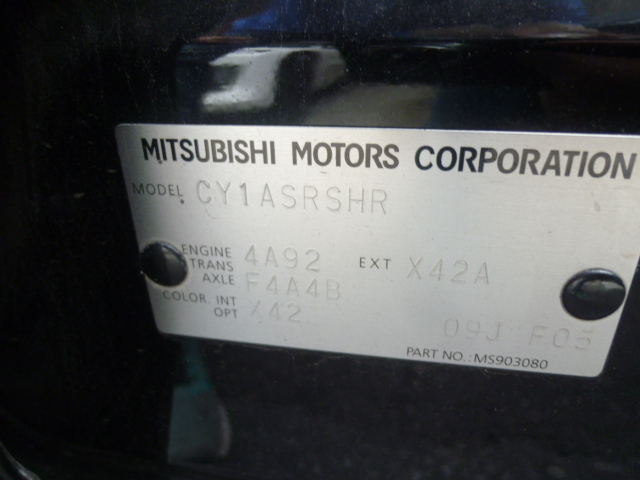 MITSUBISHI MOTORS CORPORATION
MODEL CY1ASRSHR
ENGINE 4A92 EXT X42A
TRANS
AXLE F4A4B
COLOR. INT X42
OPT 09J F05
PART NO.: MS903080